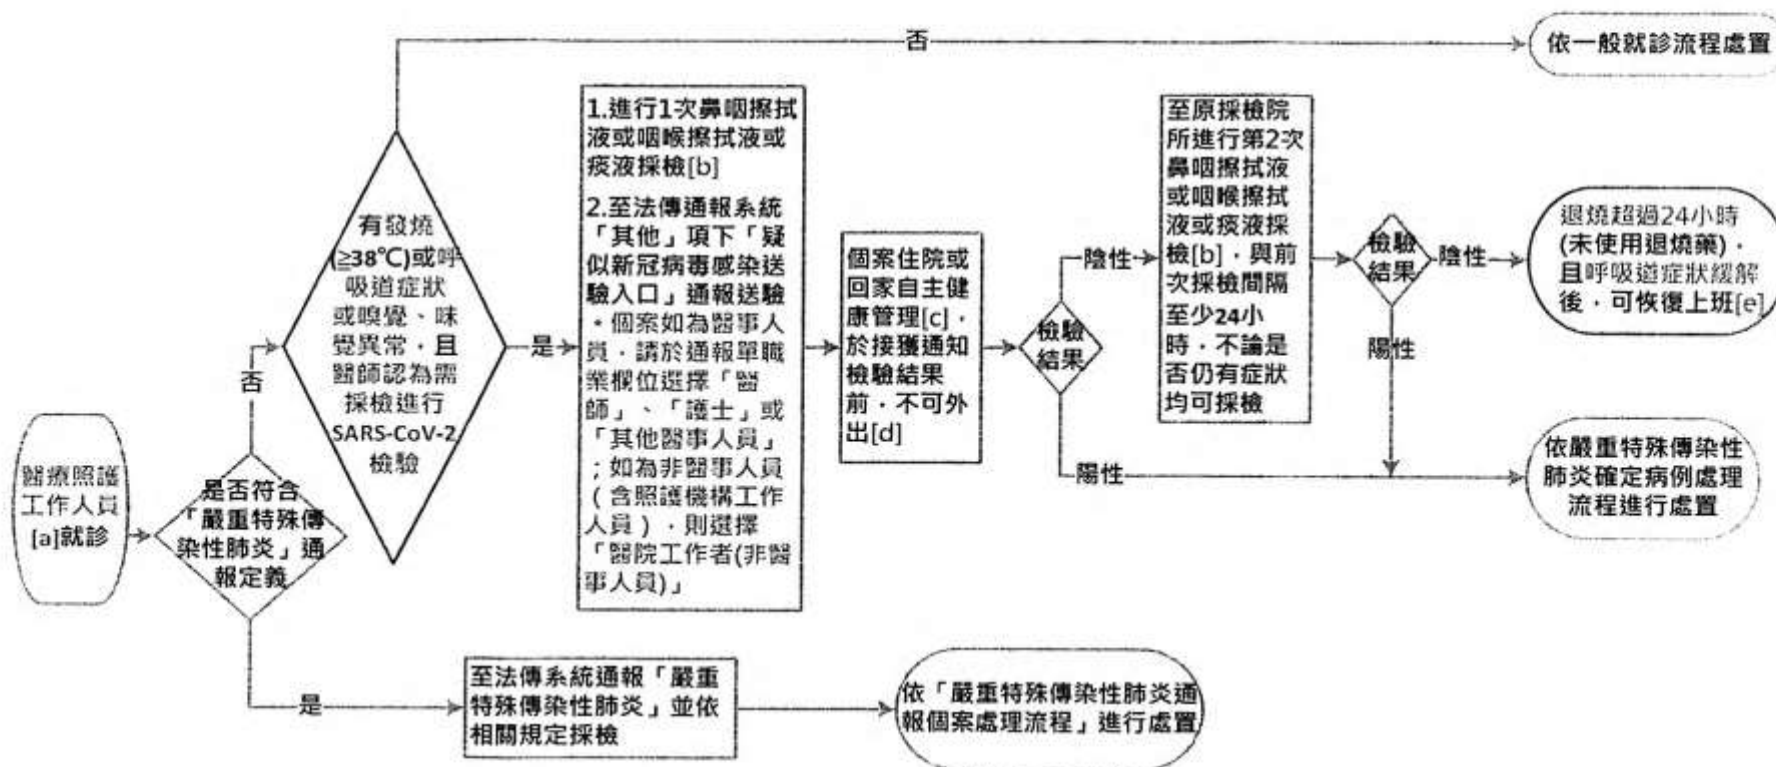 醫療照護
工作人員
[a]就診
是否符合
「嚴重特殊傳
染性肺炎」通
報定義
否
是
有發燒
(≧38℃)或呼
吸道症狀
或嗅覺、味
覺異常，且
醫師認為需
採檢進行
SARS-CoV-2
檢驗
否
依一般就診流程處置
是
1.進行1次鼻咽擦拭
液或咽喉擦拭液或
痰液採檢[b]
2.至法傳通報系統
「其他」項下「疑
似新冠病毒感染送
驗入口」通報送驗
。個案如為醫事人
員，請於通報單職
業欄位選擇「醫
師」、「護士」或
「其他醫事人員」
；如為非醫事人員
（含照護機構工作
人員），則選擇
「醫院工作者(非醫
事人員)」
個案住院或
回家自主健
康管理[c]，
於接獲通知
檢驗結果
前，不可外
出[d]
檢驗
結果
陰性
陽性
至原採檢院
所進行第2次
鼻咽擦拭液
或咽喉擦拭
液或痰液採
檢[b]，與前
次採檢間隔
至少24小
時，不論是
否仍有症狀
均可採檢
檢驗
結果
陰性
陽性
退燒超過24小時
(未使用退燒藥)，
且呼吸道症狀緩解
後，可恢復上班[e]
依嚴重特殊傳染性
肺炎確定病例處理
流程進行處置
至法傳系統通報「嚴重
特殊傳染性肺炎」並依
相關規定採檢
依「嚴重特殊傳染性肺炎通
報個案處理流程」進行處置